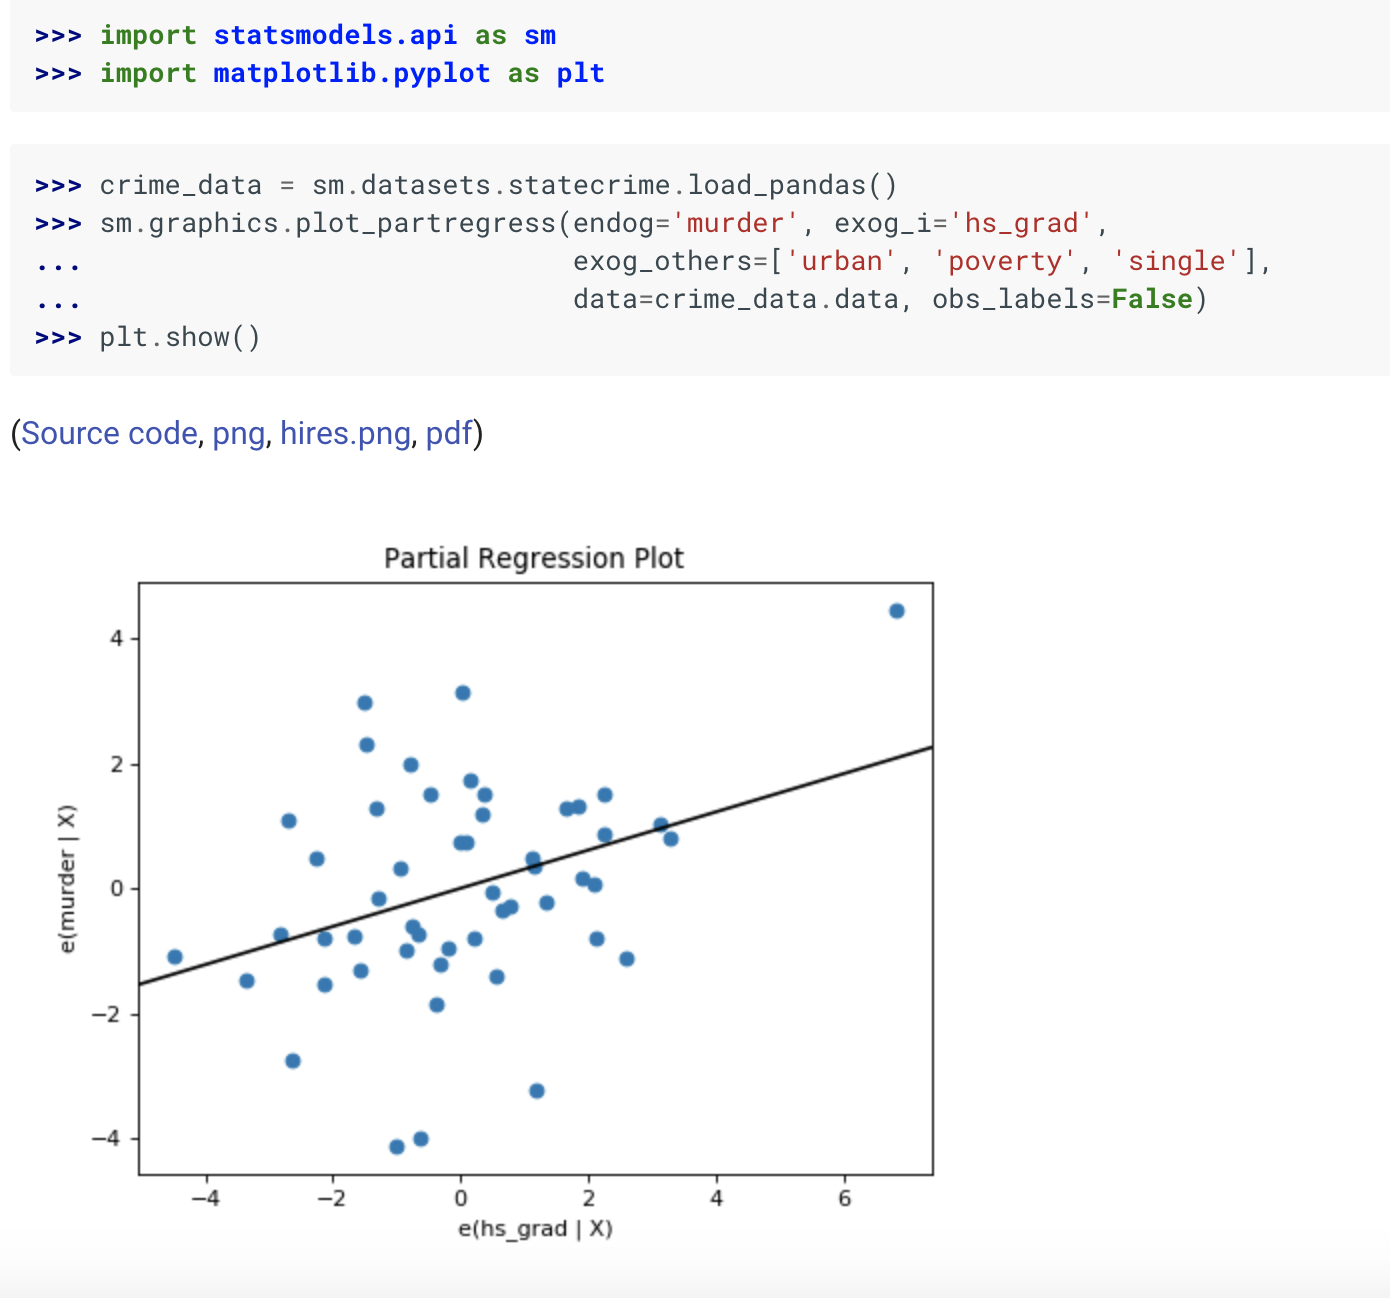 >>> import statsmodels.api as sm
>>> import matplotlib.pyplot as plt
>>> crime_data = sm.datasets.statecrime.load_pandas()
>>> sm.graphics.plot_partregress(endog='murder', exog_i='hs_grad',
...                              exog_others=['urban', 'poverty', 'single'],
...                              data=crime_data.data, obs_labels=False)
>>> plt.show()
(Source code, png, hires.png, pdf)
Partial Regression Plot
4
2
0
−2
−4
e(murder | X)
−4 −2 0 2 4 6
e(hs_grad | X)